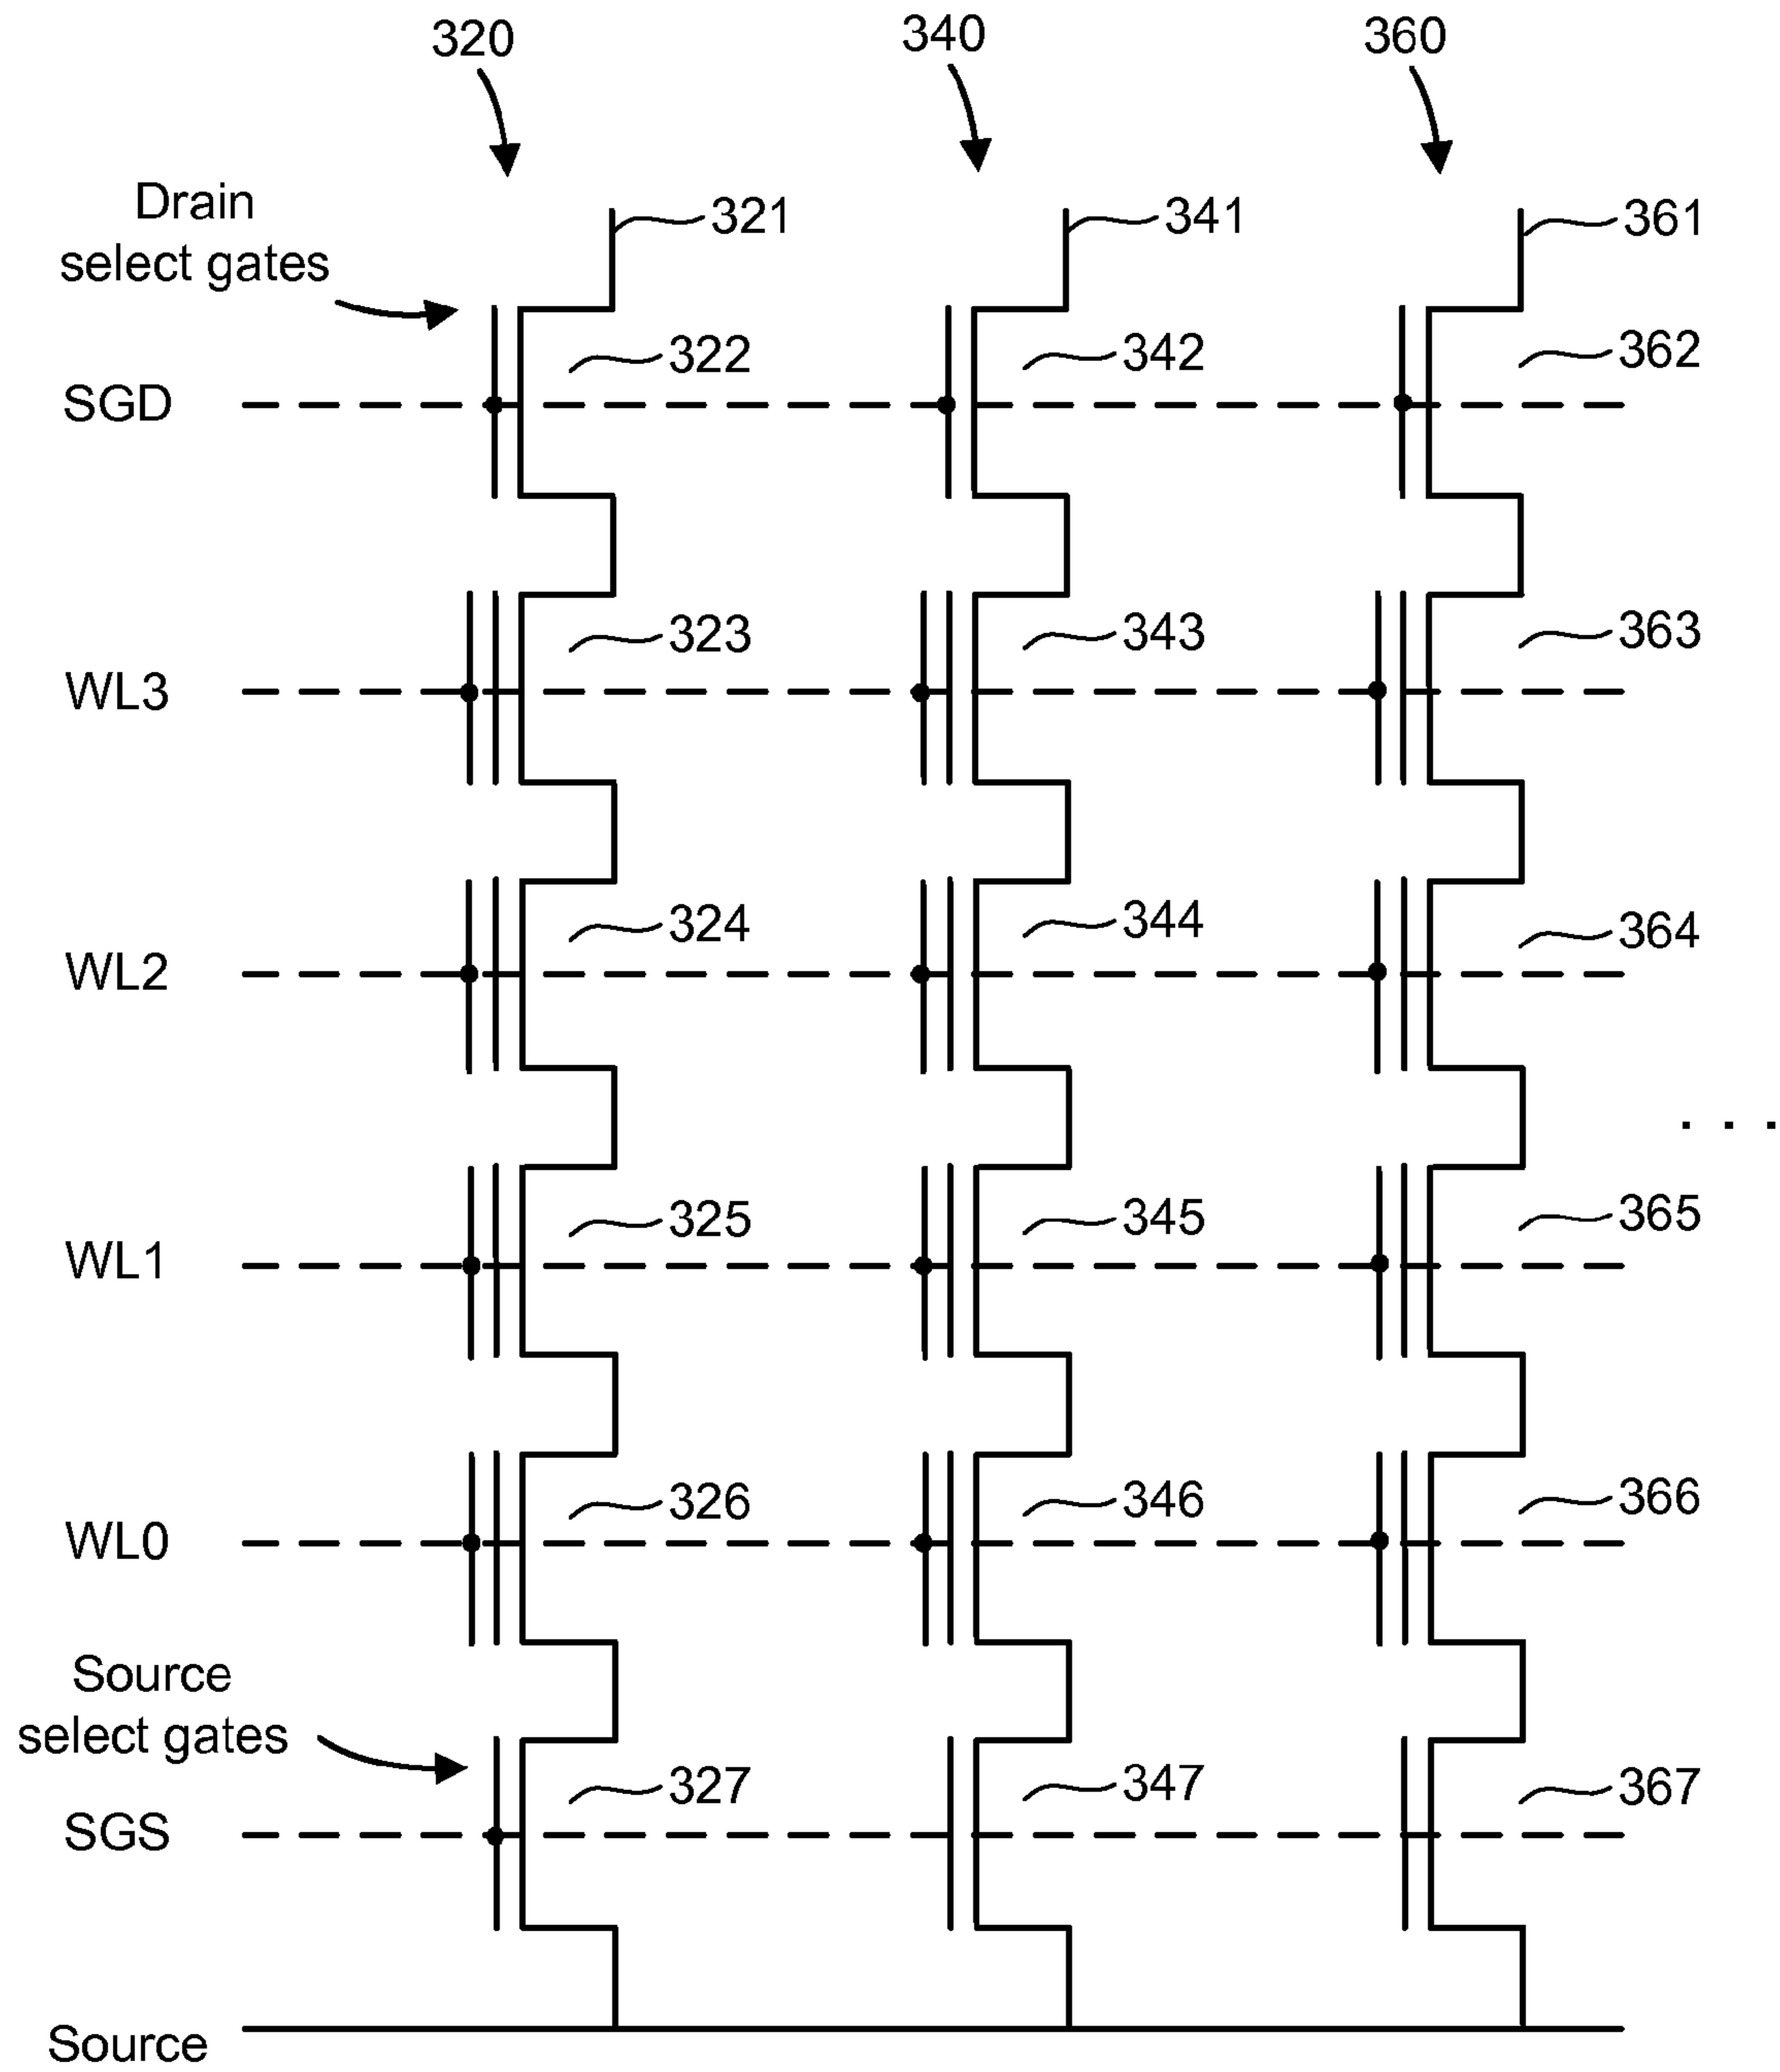 320 340 360
Drain
select gates
321 341 361
322 342 362
SGD
323 343 363
WL3
324 344 364
WL2
325 345 365
. . .
WL1
326 346 366
WL0
Source
select gates
327 347 367
SGS
Source